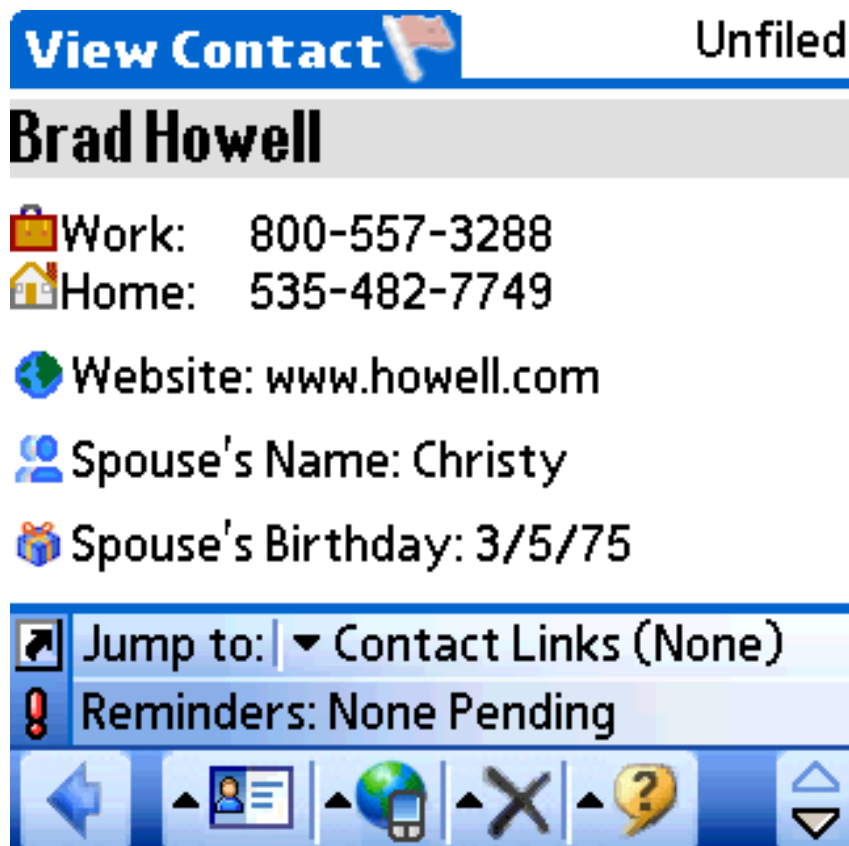 View Contact
Unfiled
Brad Howell
Work: 800-557-3288
Home: 535-482-7749
Website: www.howell.com
Spouse's Name: Christy
Spouse's Birthday: 3/5/75
Jump to: Contact Links (None)
Reminders: None Pending